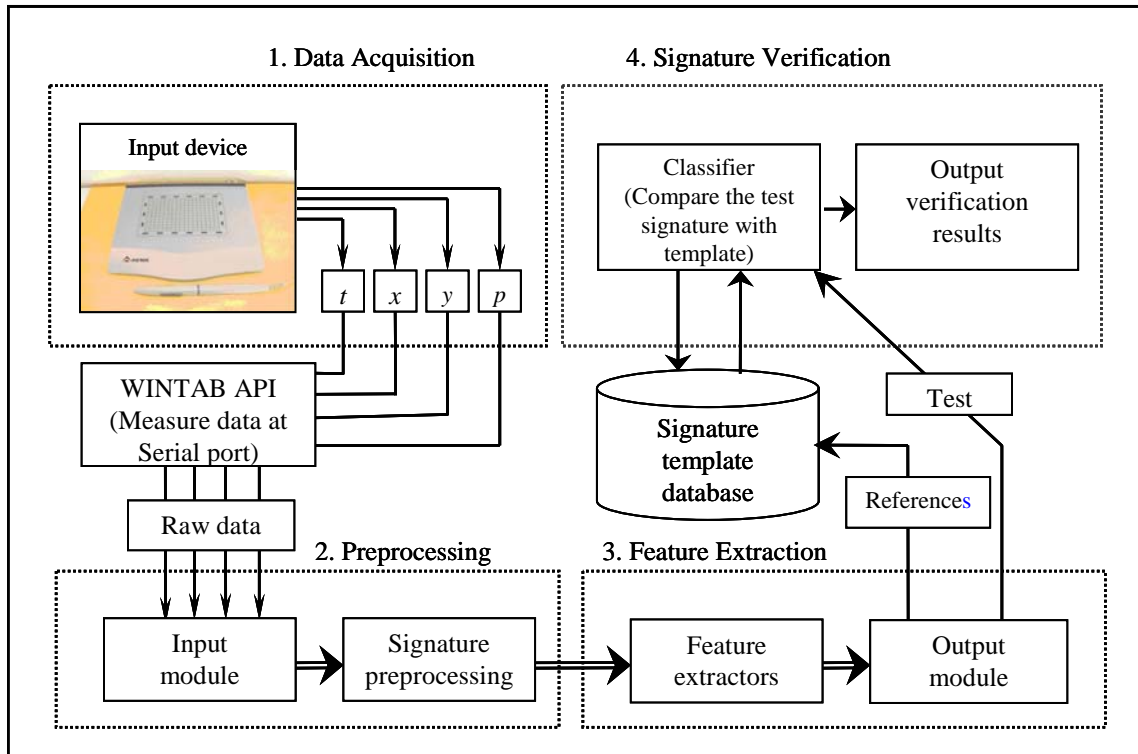 1. Data Acquisition
Input device
t
x
y
p
WINTAB API
(Measure data at
Serial port)
Raw data
2. Preprocessing
Input
module
Signature
preprocessing
3. Feature Extraction
Feature
extractors
Output
module
References
Test
4. Signature Verification
Classifier
(Compare the test
signature with
template)
Output
verification
results
Signature
template
database